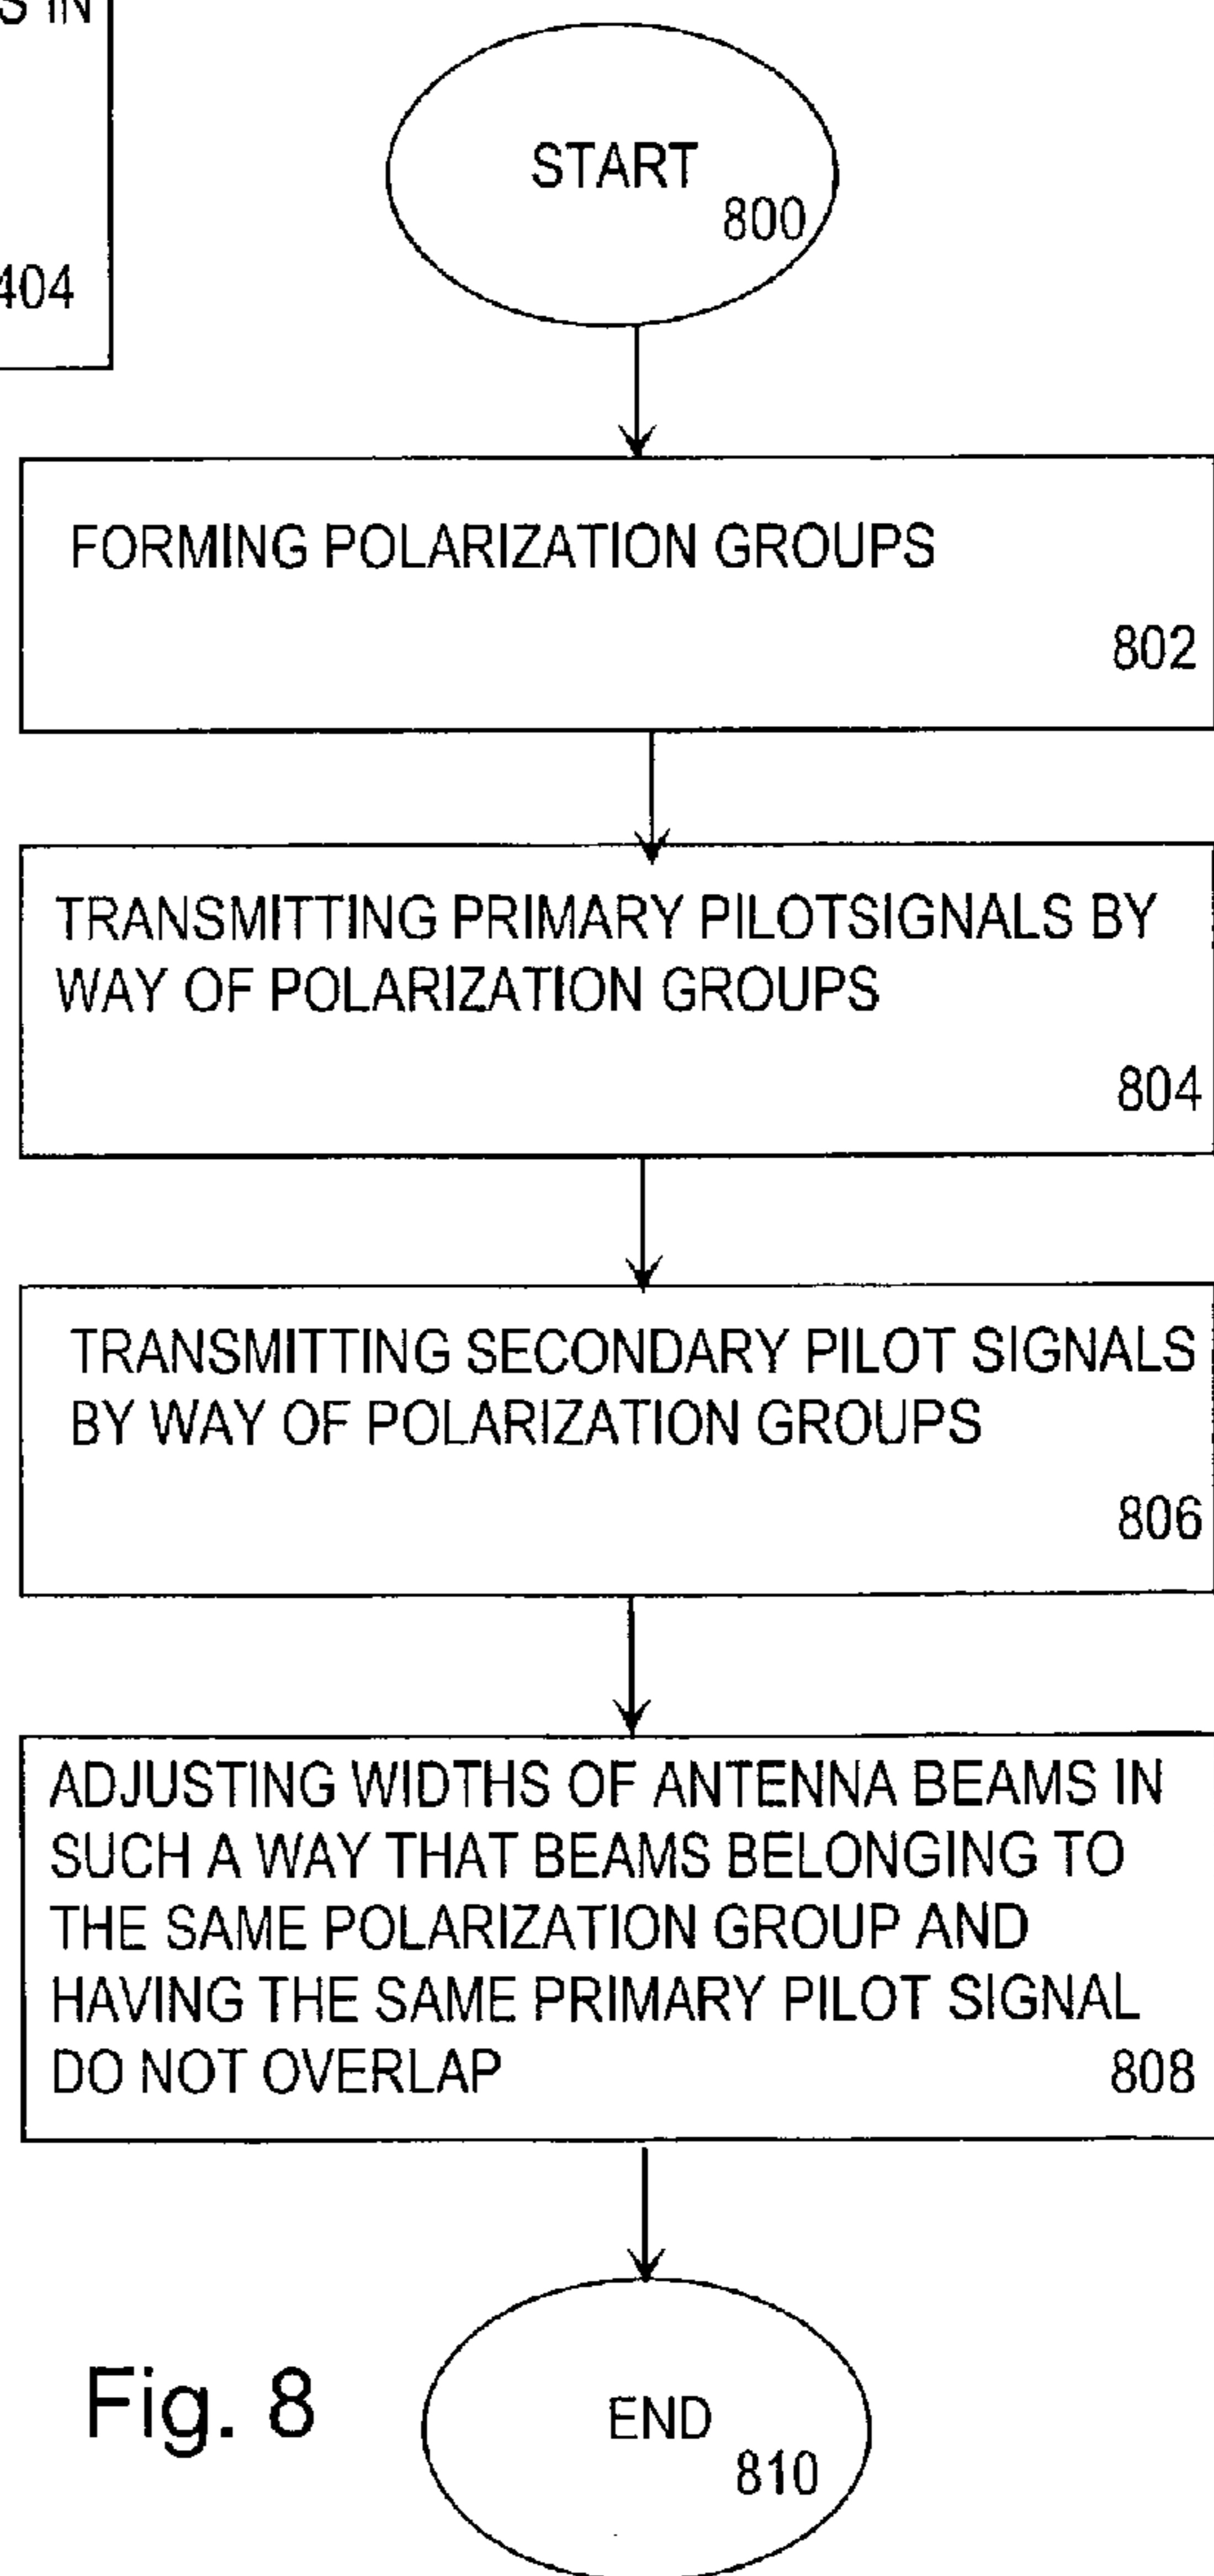 S IN
404
START
800
FORMING POLARIZATION GROUPS
802
TRANSMITTING PRIMARY PILOTSIGNALS BY
WAY OF POLARIZATION GROUPS
804
TRANSMITTING SECONDARY PILOT SIGNALS
BY WAY OF POLARIZATION GROUPS
806
ADJUSTING WIDTHS OF ANTENNA BEAMS IN
SUCH A WAY THAT BEAMS BELONGING TO
THE SAME POLARIZATION GROUP AND
HAVING THE SAME PRIMARY PILOT SIGNAL
DO NOT OVERLAP 808
Fig. 8
END
810